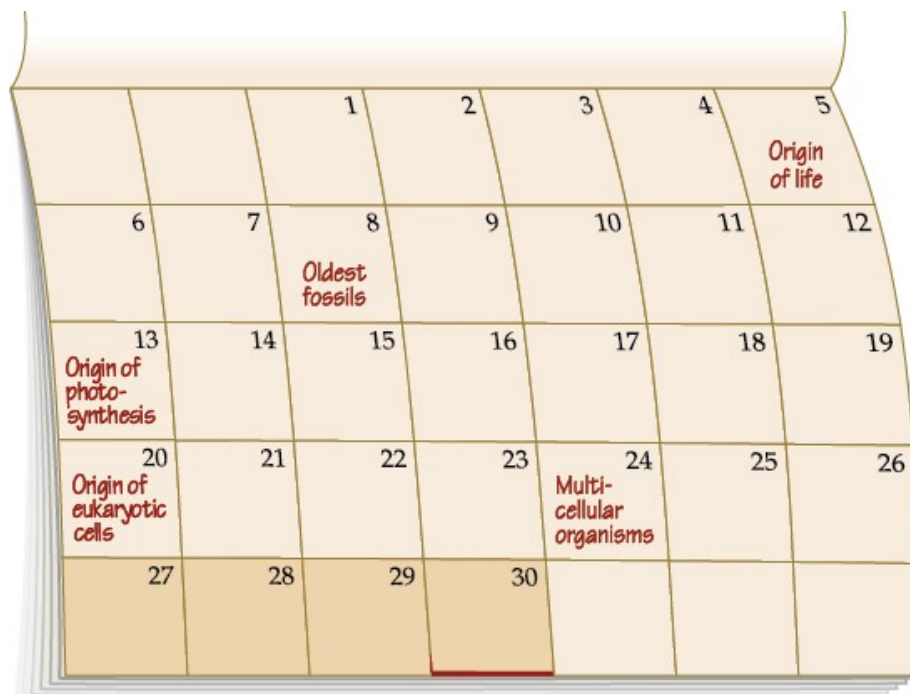 1 2 3 4 5
Origin
of life
6 7 8 9 10 11 12
Oldest
fossils
13 14 15 16 17 18 19
Origin of
photo-
synthesis
20 21 22 23 24 25 26
Origin of
eukaryotic
cells
Multi-
cellular
organisms
27 28 29 30